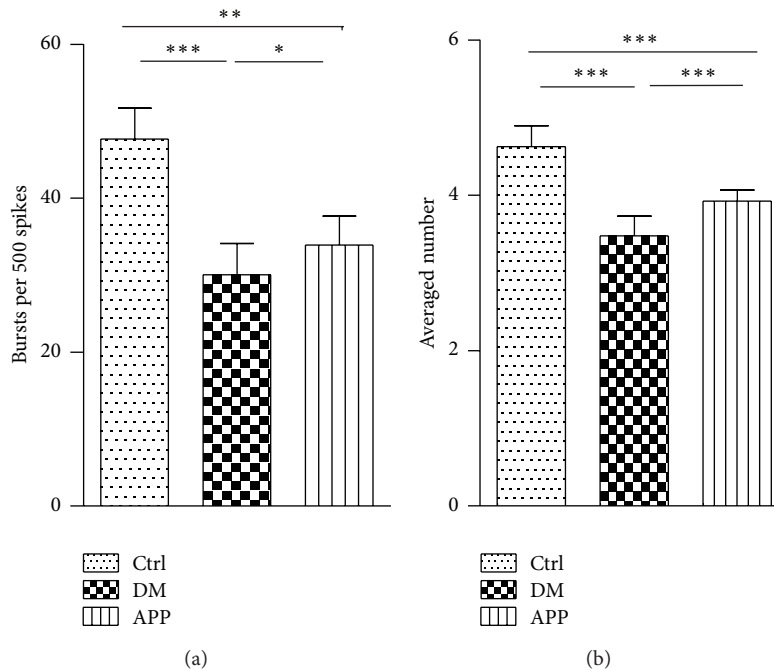 Bursts per 500 spikes
60
40
20
0
**
***
*
Ctrl
DM
APP
(a)
Averaged number
6
4
2
0
***
***
***
Ctrl
DM
APP
(b)